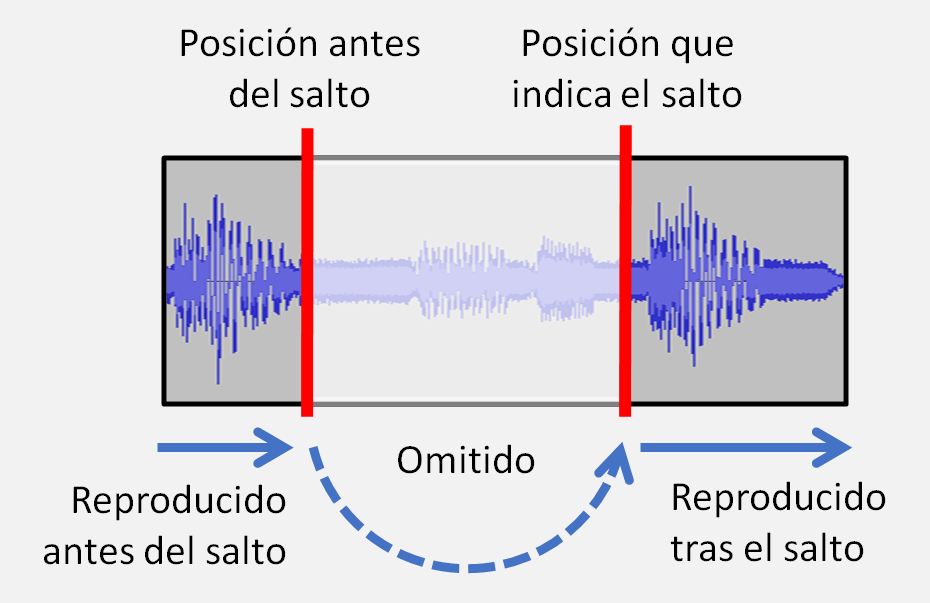 Posición antes
del salto
Posición que
indica el salto
Omitido
Reproducido
antes del salto
Reproducido
tras el salto